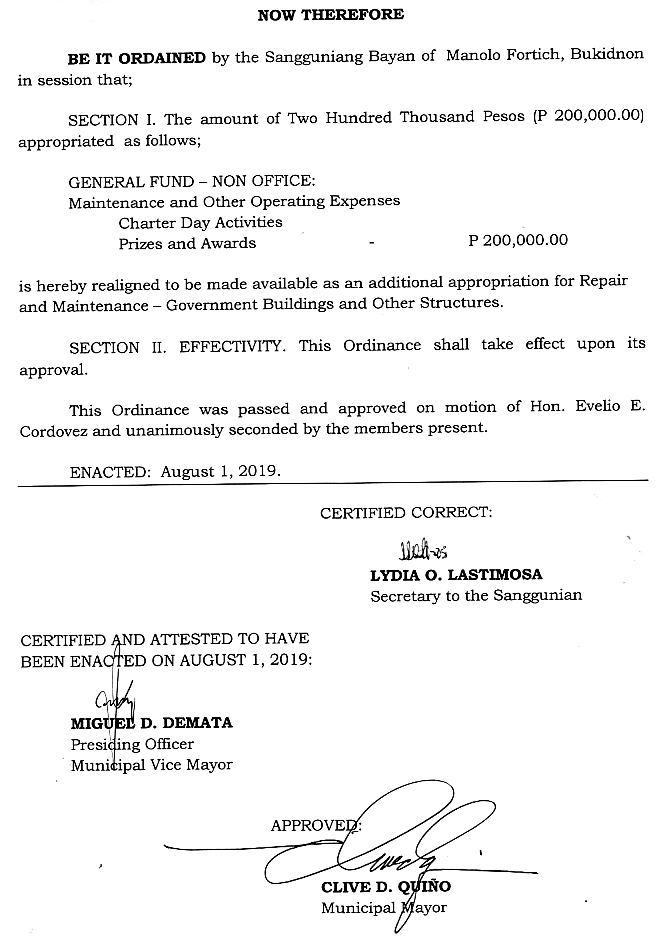 NOW THEREFORE
BE IT ORDAINED by the Sangguniang Bayan of Manolo Fortich, Bukidnon
in session that;
SECTION I. The amount of Two Hundred Thousand Pesos (P 200,000.00)
appropriated as follows;
GENERAL FUND – NON OFFICE:
Maintenance and Other Operating Expenses
Charter Day Activities
Prizes and Awards - P 200,000.00
is hereby realigned to be made available as an additional appropriation for Repair
and Maintenance – Government Buildings and Other Structures.
SECTION II. EFFECTIVITY. This Ordinance shall take effect upon its
approval.
This Ordinance was passed and approved on motion of Hon. Evelio E.
Cordovez and unanimously seconded by the members present.
ENACTED: August 1, 2019.
CERTIFIED CORRECT:
LYDIA O. LASTIMOSA
Secretary to the Sanggunian
CERTIFIED AND ATTESTED TO HAVE
BEEN ENACTED ON AUGUST 1, 2019:
MIGUEL D. DEMATA
Presiding Officer
Municipal Vice Mayor
APPROVED:
CLIVE D. QUIÑO
Municipal Mayor